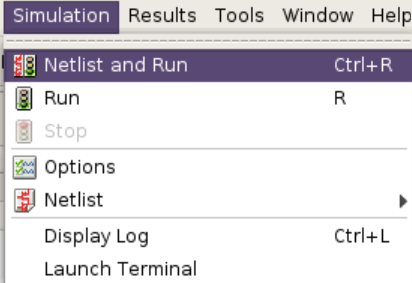 Simulation Results Tools Window Help
Netlist and Run Ctrl+R
Run R
Stop
Options
Netlist
Display Log Ctrl+L
Launch Terminal